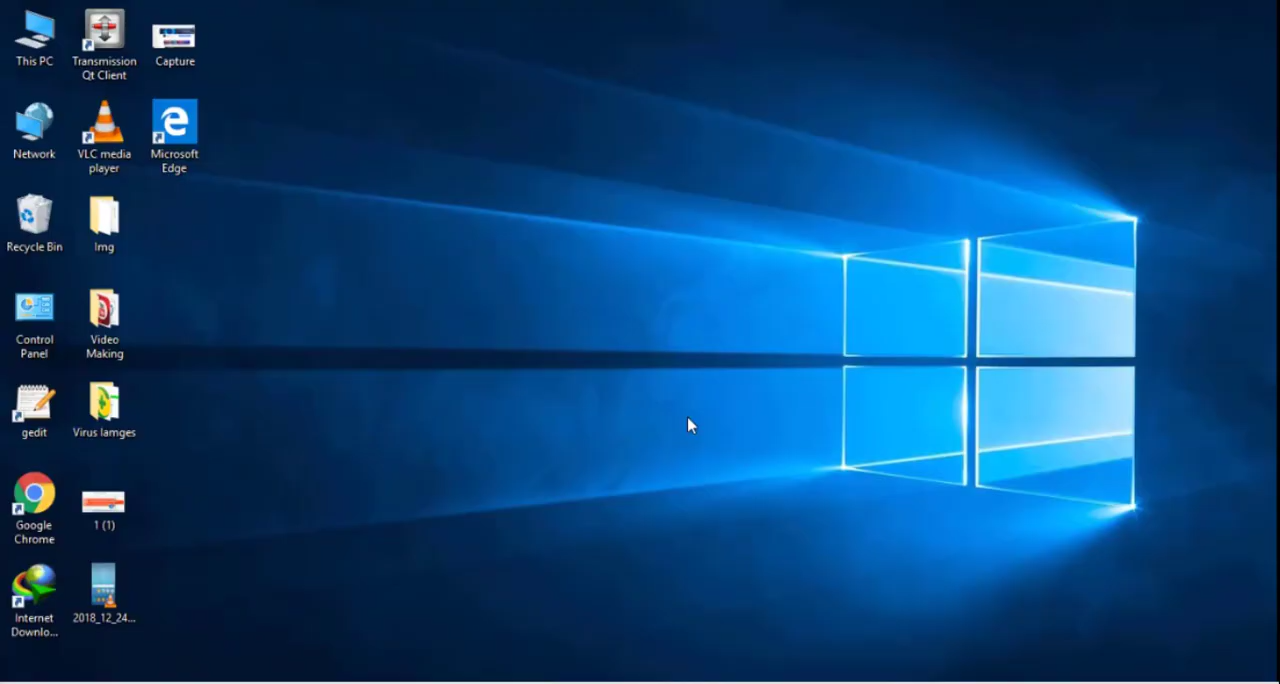 This PC
Transmission
Qt Client
Capture
Network
VLC media
player
Microsoft
Edge
Recycle Bin
Img
Control
Panel
Video
Making
gedit
Virus Iamges
Google
Chrome
1 (1)
Internet
Downlo...
2018_12_24...